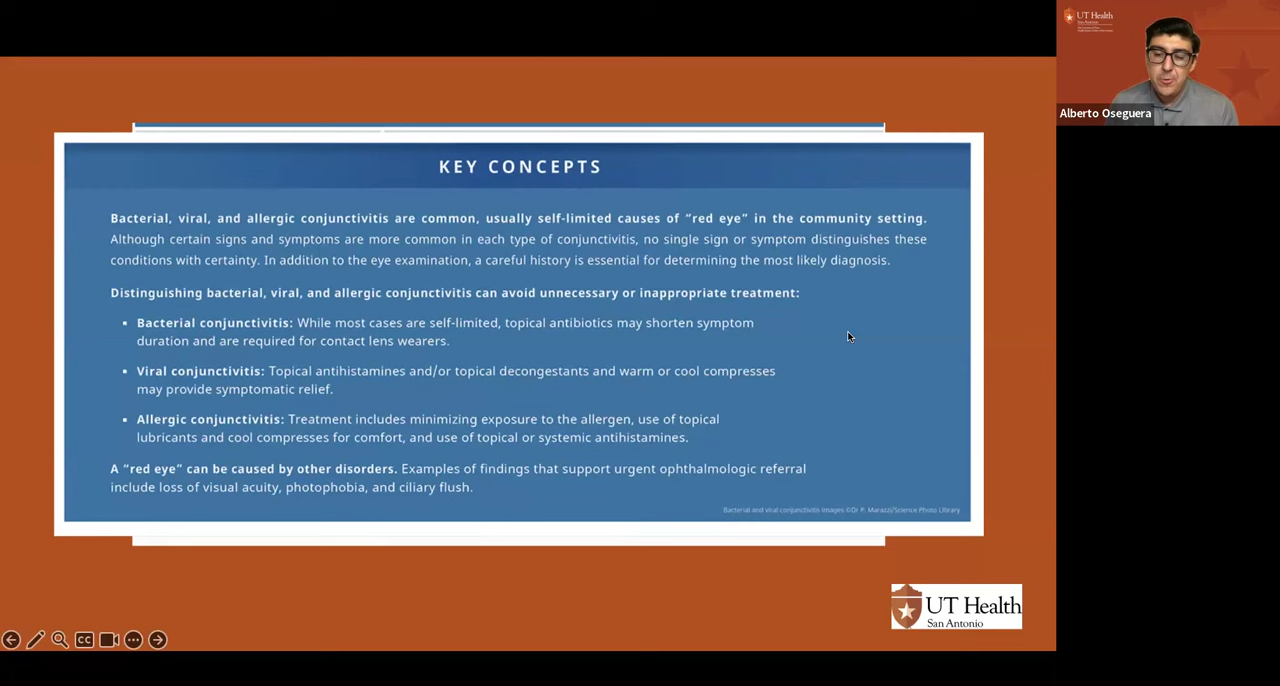 UT Health
San Antonio
Alberto Oseguera
KEY CONCEPTS
Bacterial, viral, and allergic conjunctivitis are common, usually self-limited causes of “red eye” in the community setting.
Although certain signs and symptoms are more common in each type of conjunctivitis, no single sign or symptom distinguishes these
conditions with certainty. In addition to the eye examination, a careful history is essential for determining the most likely diagnosis.
Distinguishing bacterial, viral, and allergic conjunctivitis can avoid unnecessary or inappropriate treatment:
▪ Bacterial conjunctivitis: While most cases are self-limited, topical antibiotics may shorten symptom
duration and are required for contact lens wearers.
▪ Viral conjunctivitis: Topical antihistamines and/or topical decongestants and warm or cool compresses
may provide symptomatic relief.
▪ Allergic conjunctivitis: Treatment includes minimizing exposure to the allergen, use of topical
lubricants and cool compresses for comfort, and use of topical or systemic antihistamines.
A “red eye” can be caused by other disorders. Examples of findings that support urgent ophthalmologic referral
include loss of visual acuity, photophobia, and ciliary flush.
Bacterial and viral conjunctivitis images ©Dr P. Marazzi/Science Photo Library
UT Health
San Antonio
CC